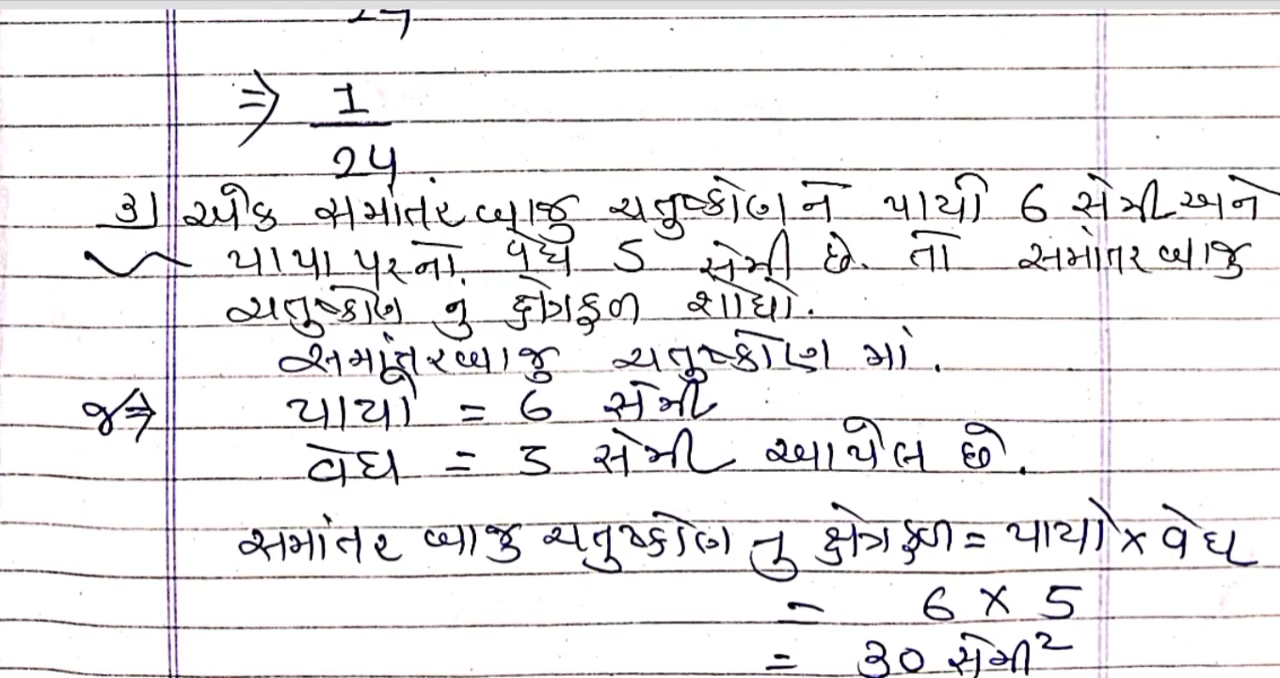 ⇒ 1
24
૩) એક સમાંતરબાજુ ચતુષ્કોણને પાયો 6 સેમી અને
પાયા પરનો વેધ 5 સેમી છે. તો સમાંતરબાજુ
ચતુષ્કોણ નું ક્ષેત્રફળ શોધો.
સમાંતરબાજુ ચતુષ્કોણ માં.
જ⇒ પાયો = 6 સેમી
વેધ = 5 સેમી આપેલ છે.
સમાંતર બાજુ ચતુષ્કોણ નુ ક્ષેત્રફળ = પાયો × વેધ
= 6 × 5
= 30 સેમી²